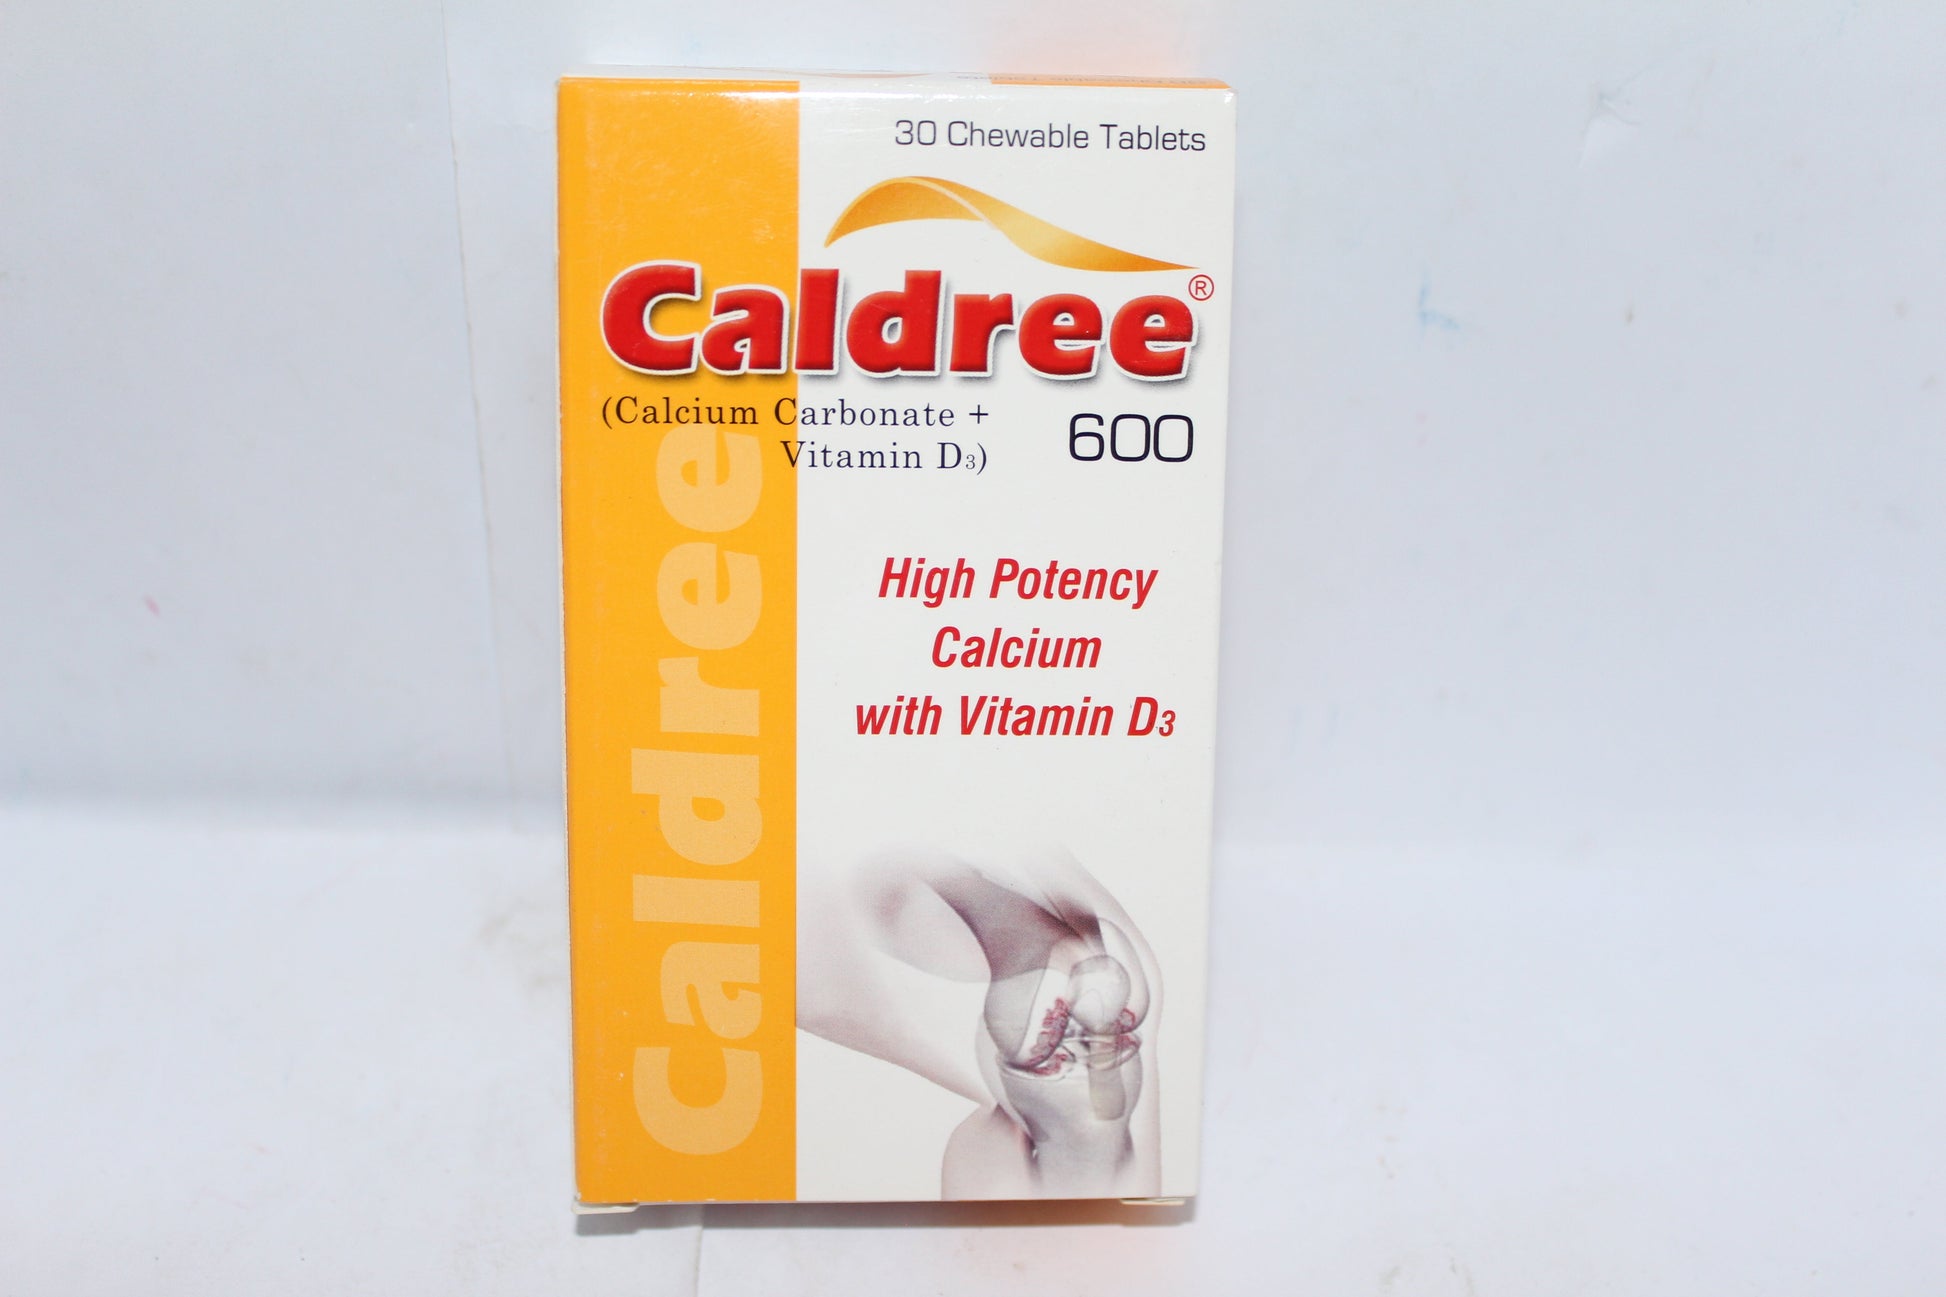 30 Chewable Tablets
Caldree®
(Calcium Carbonate +
Vitamin D3)
600
High Potency
Calcium
with Vitamin D3
Caldree